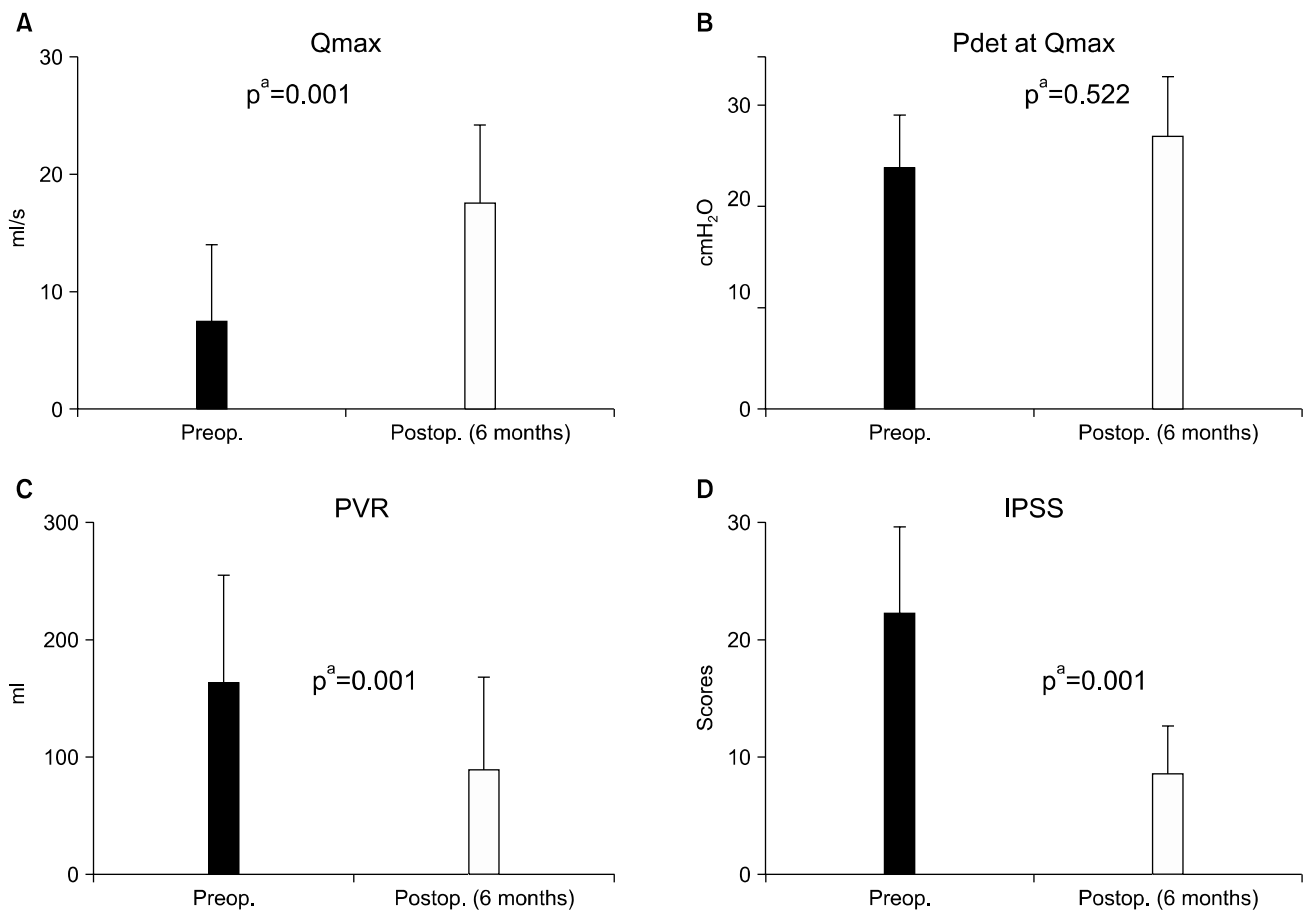 A
Qmax
30
p^a=0.001
20
ml/s
10
0
Preop. Postop. (6 months)
B
Pdet at Qmax
30
p^a=0.522
20
cmH₂O
10
0
Preop. Postop. (6 months)
C
PVR
300
200
p^a=0.001
ml
100
0
Preop. Postop. (6 months)
D
IPSS
30
20
p^a=0.001
Scores
10
0
Preop. Postop. (6 months)